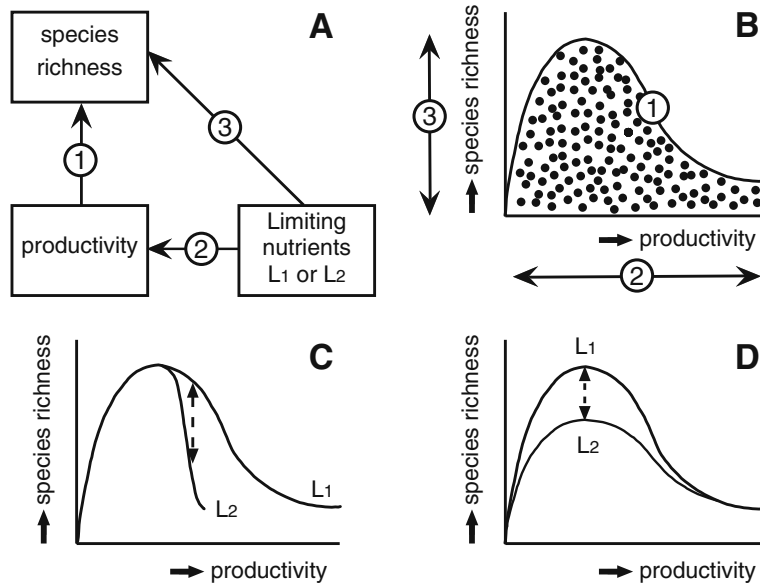 A
species
richness
1
3
productivity
2
Limiting
nutrients
L1 or L2
B
3
species richness
1
productivity
2
C
species richness
L1
L2
productivity
D
species richness
L1
L2
productivity